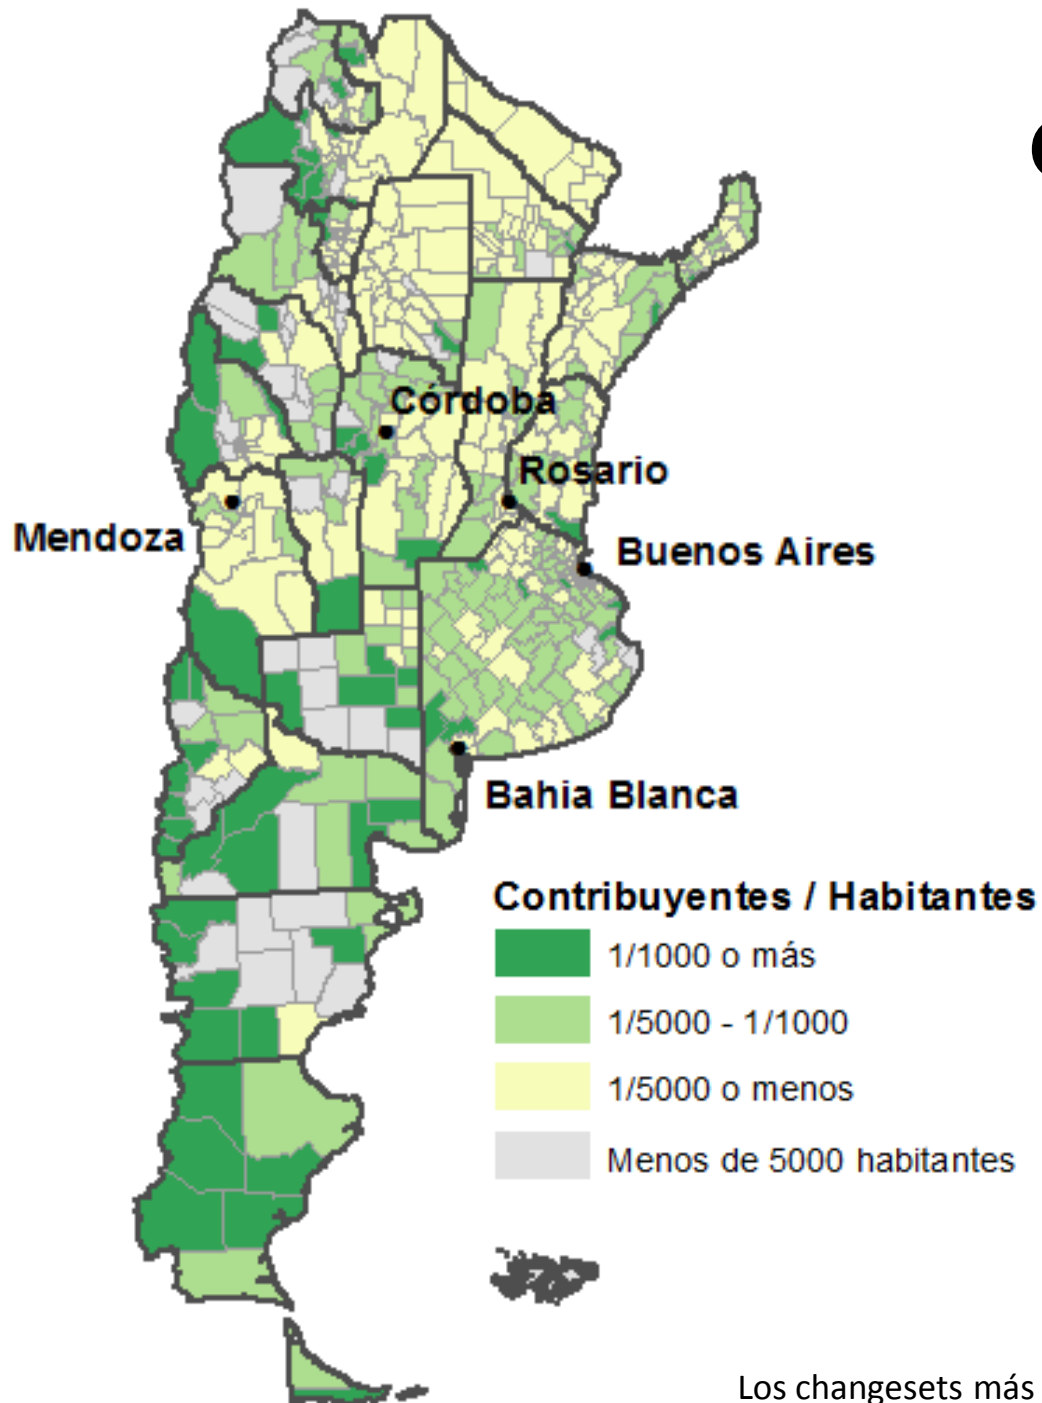 Córdoba
Rosario
Mendoza
Buenos Aires
Bahia Blanca
Contribuyentes / Habitantes
1/1000 o más
1/5000 - 1/1000
1/5000 o menos
Menos de 5000 habitantes
Los changesets más